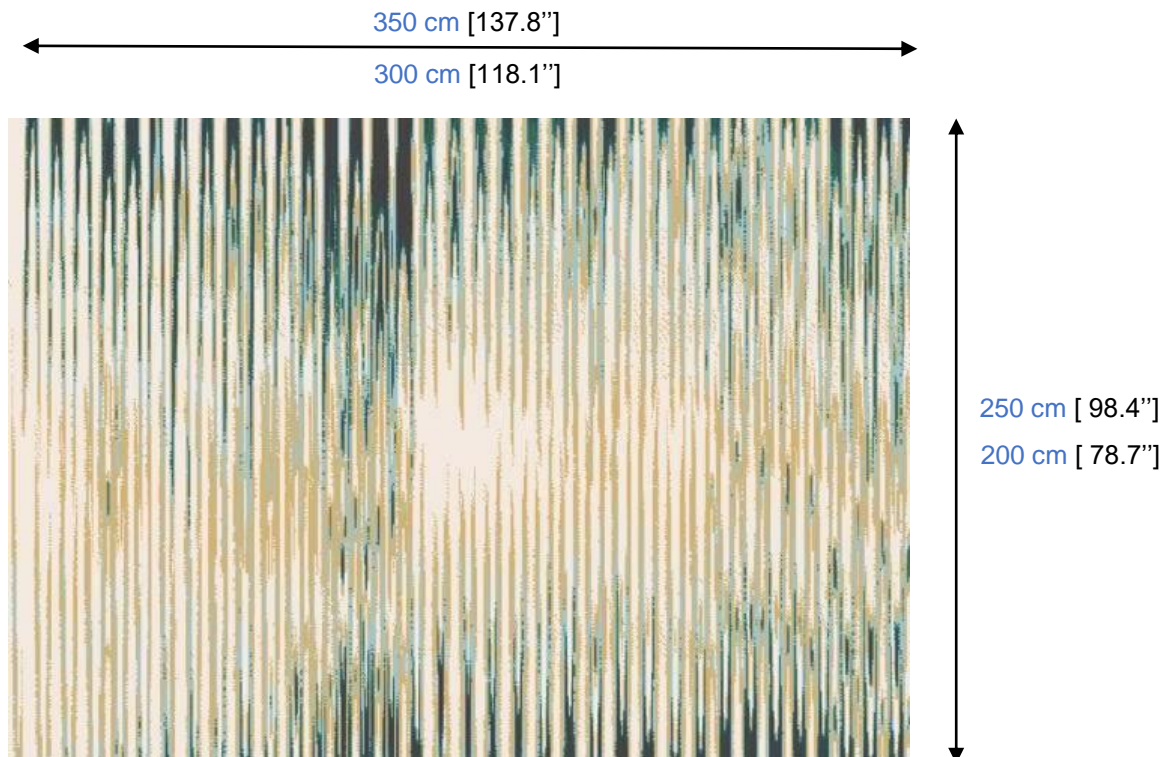 350 cm [137.8’’]
300 cm [118.1’’]
250 cm [ 98.4’’]
200 cm [ 78.7’’]